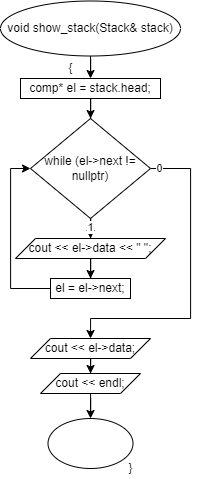 void show_stack(Stack& stack)
{
comp* el = stack.head;
while (el->next !=
nullptr)
0
1
cout << el->data << " ";
el = el->next;
cout << el->data;
cout << endl;
}